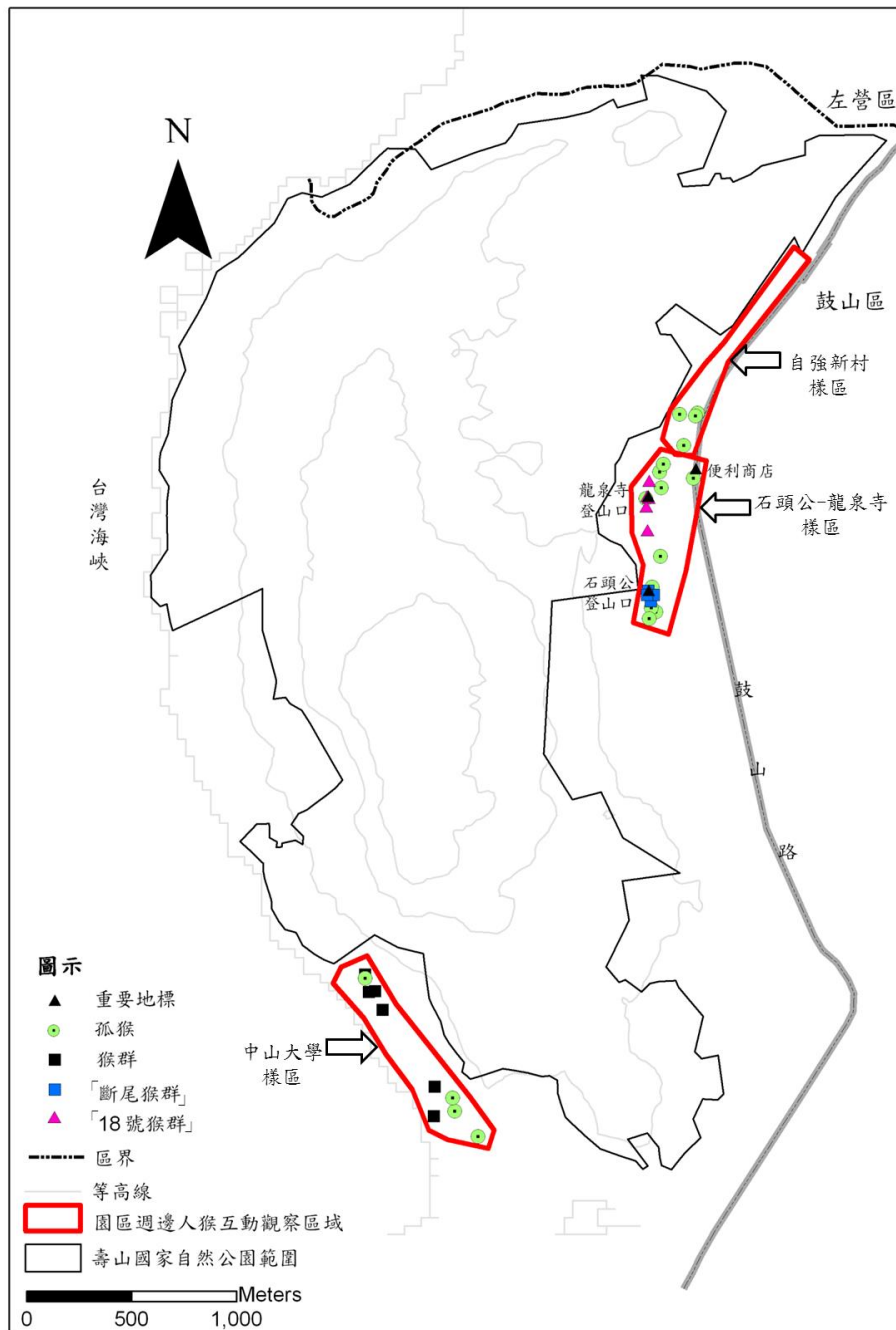 左營區
N
鼓山區
自強新村
樣區
便利商店
龍泉寺
登山口
石頭公-龍泉寺
樣區
台灣海峽
石頭公
登山口
鼓山路
中山大學
樣區
圖示
重要地標
孤猴
猴群
「斷尾猴群」
「18號猴群」
區界
等高線
園區週邊人猴互動觀察區域
壽山國家自然公園範圍
Meters
0 500 1,000